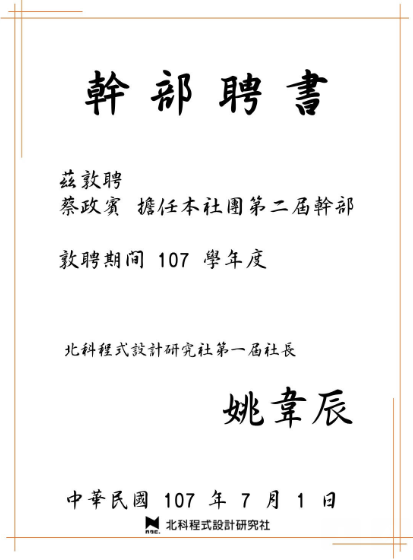 幹部聘書
茲敦聘
蔡政賓 擔任本社團第二屆幹部
敦聘期间 107 學年度
北科程式設計研究社第一届社長
姚韋辰
中華民國 107 年 7 月 1 日
北科程式設計研究社